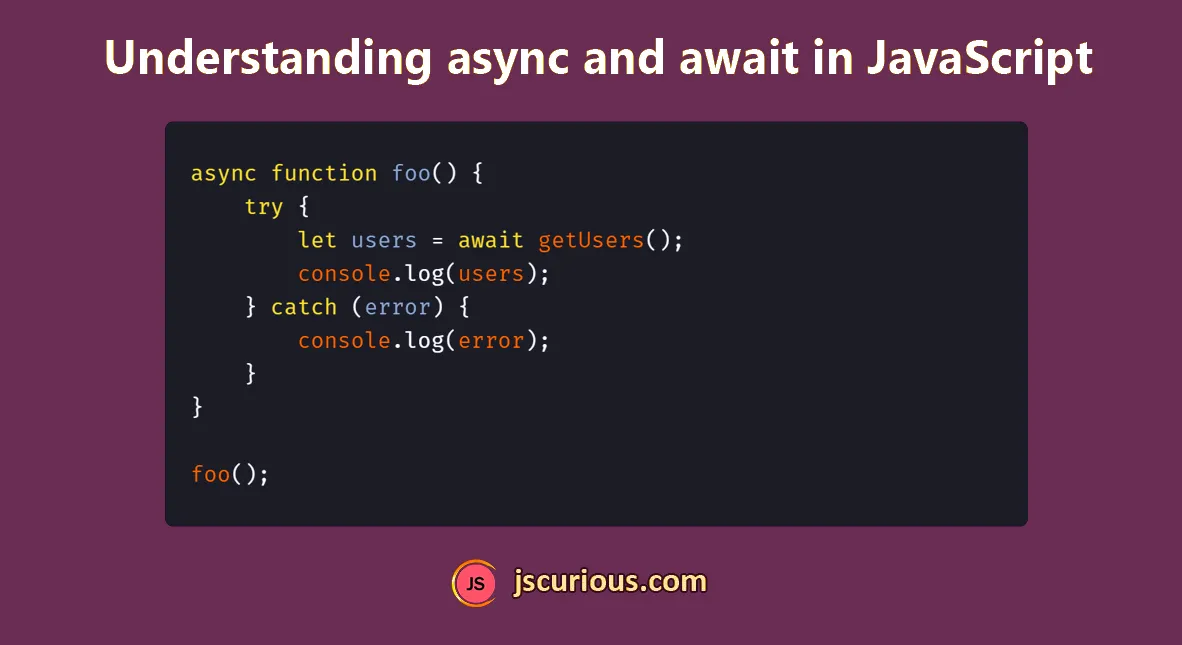 Understanding async and await in JavaScript
async function foo() {
    try {
        let users = await getUsers();
        console.log(users);
    } catch (error) {
        console.log(error);
    }
}
foo();
JS jscurious.com